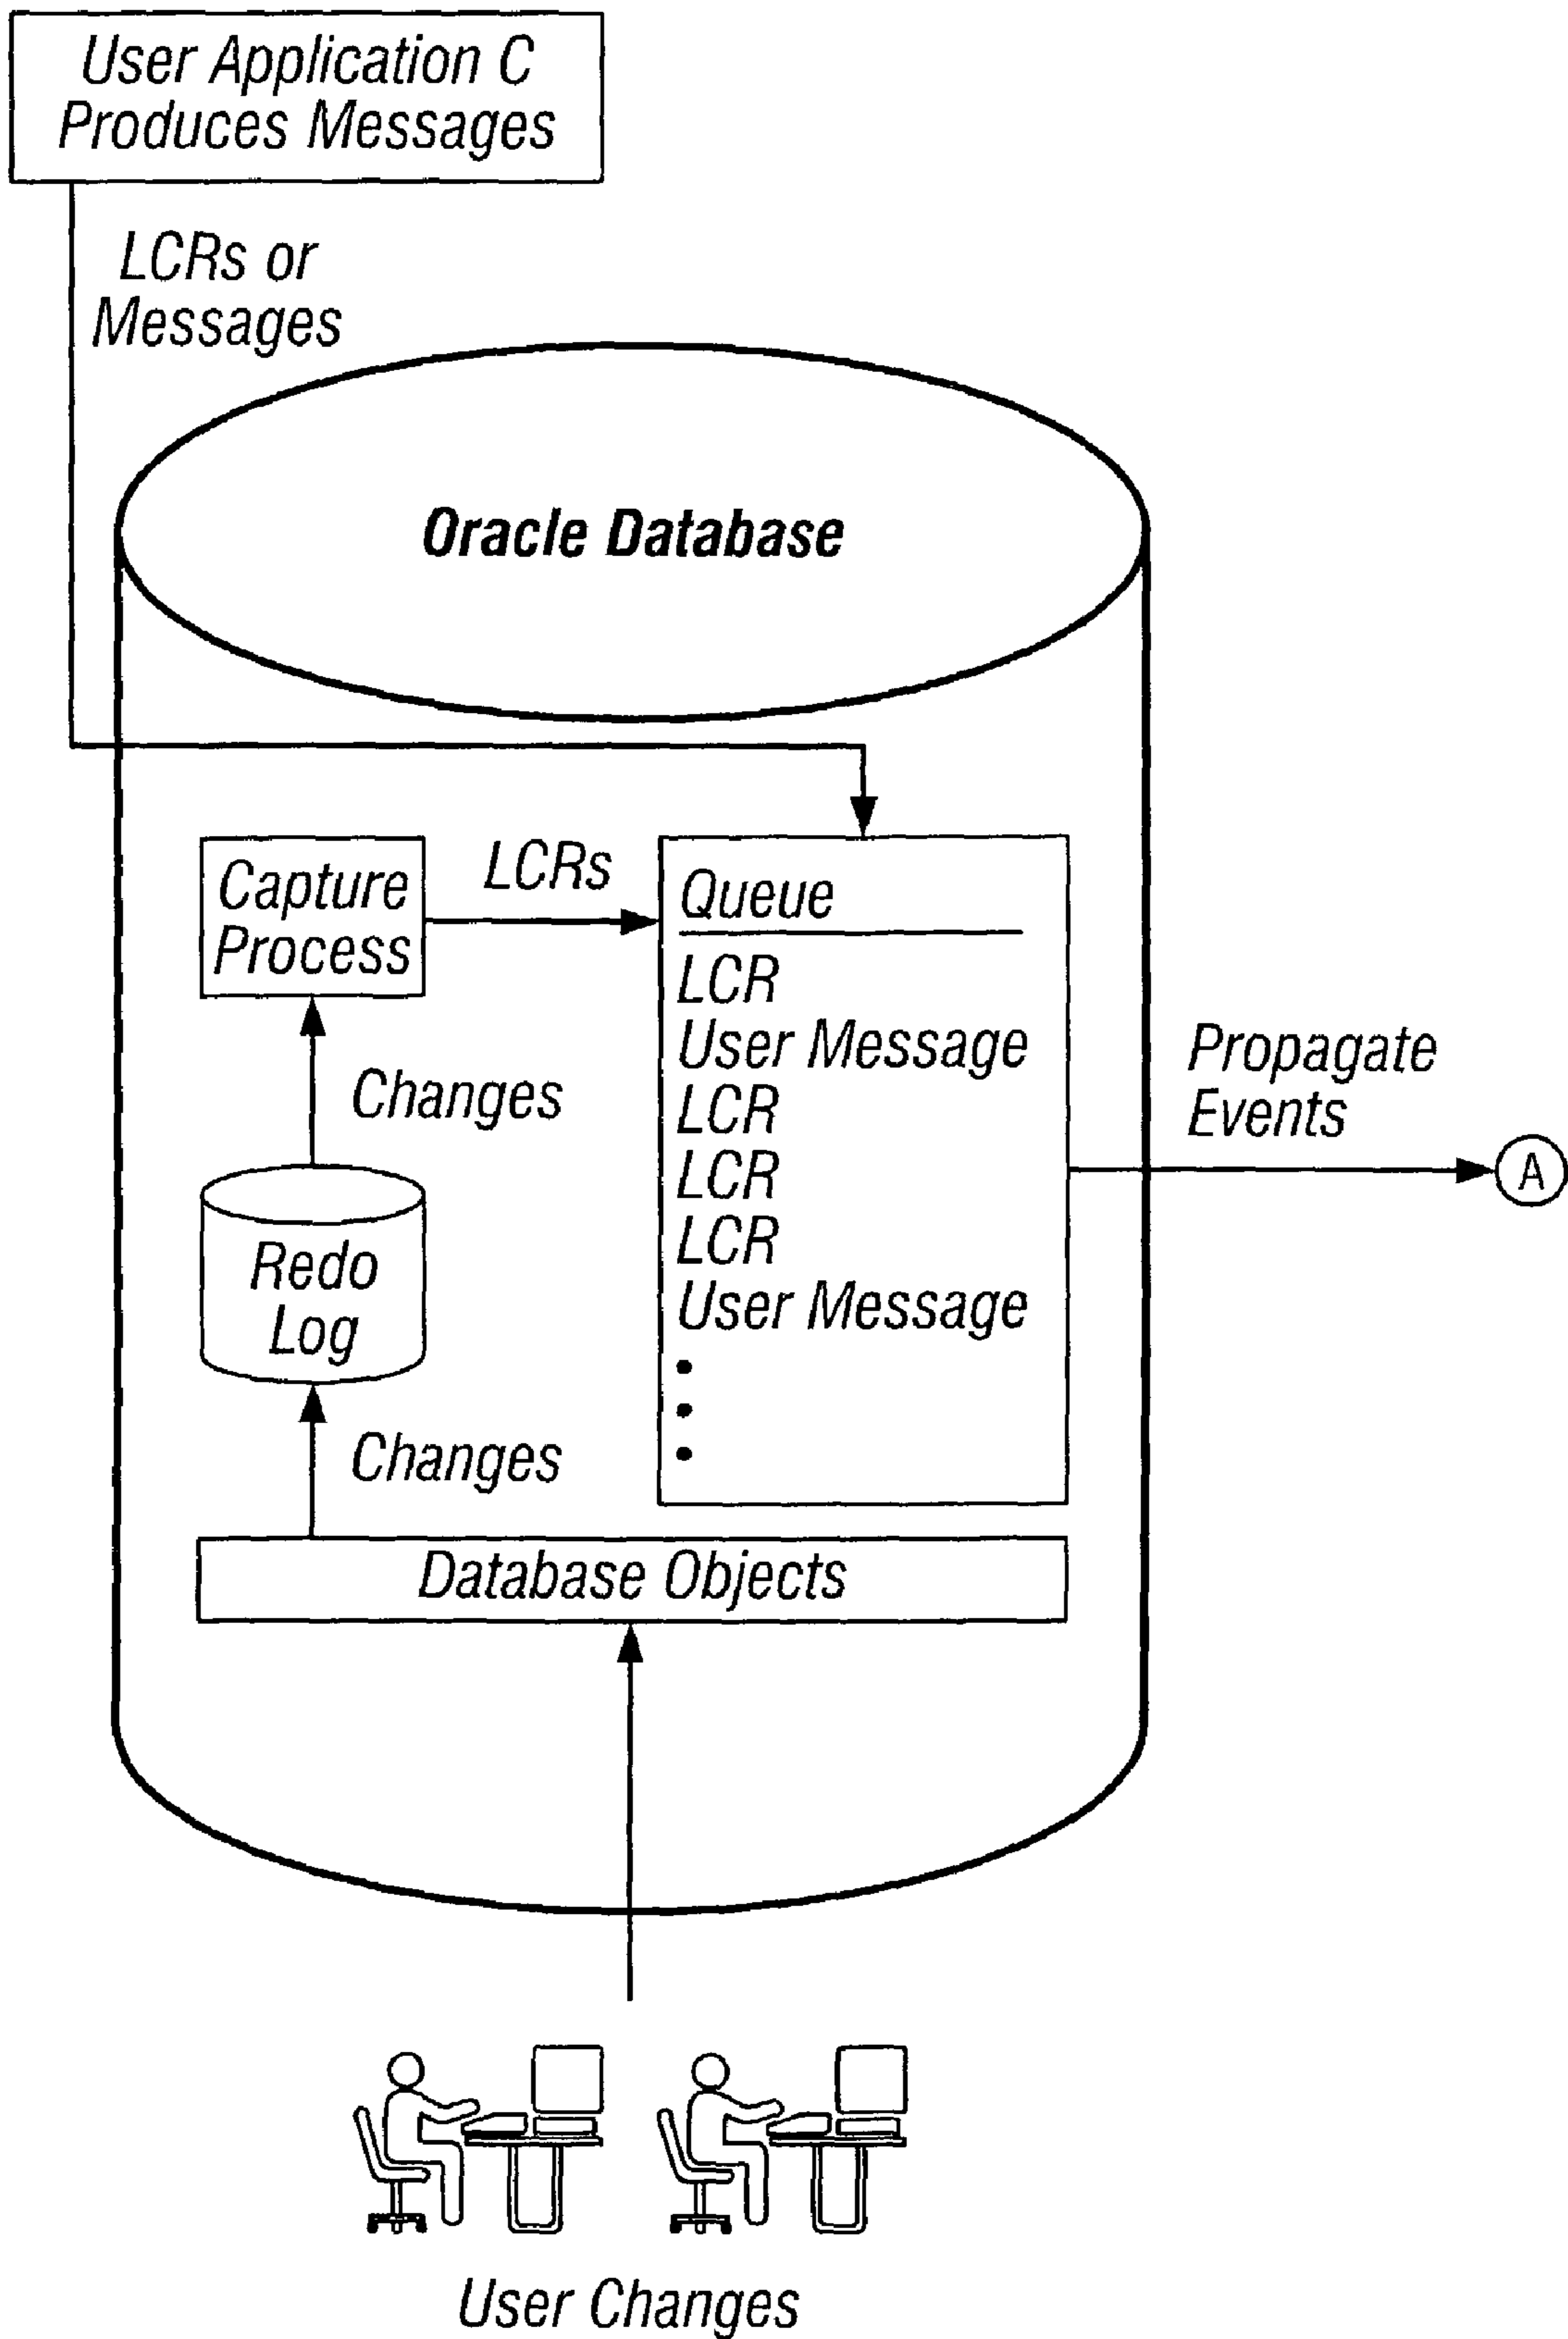 User Application C
Produces Messages
LCRs or
Messages
Oracle Database
Capture
Process
LCRs
Queue
LCR
User Message
LCR
LCR
LCR
User Message
Changes
Redo
Log
Changes
Propagate
Events
A
Database Objects
User Changes